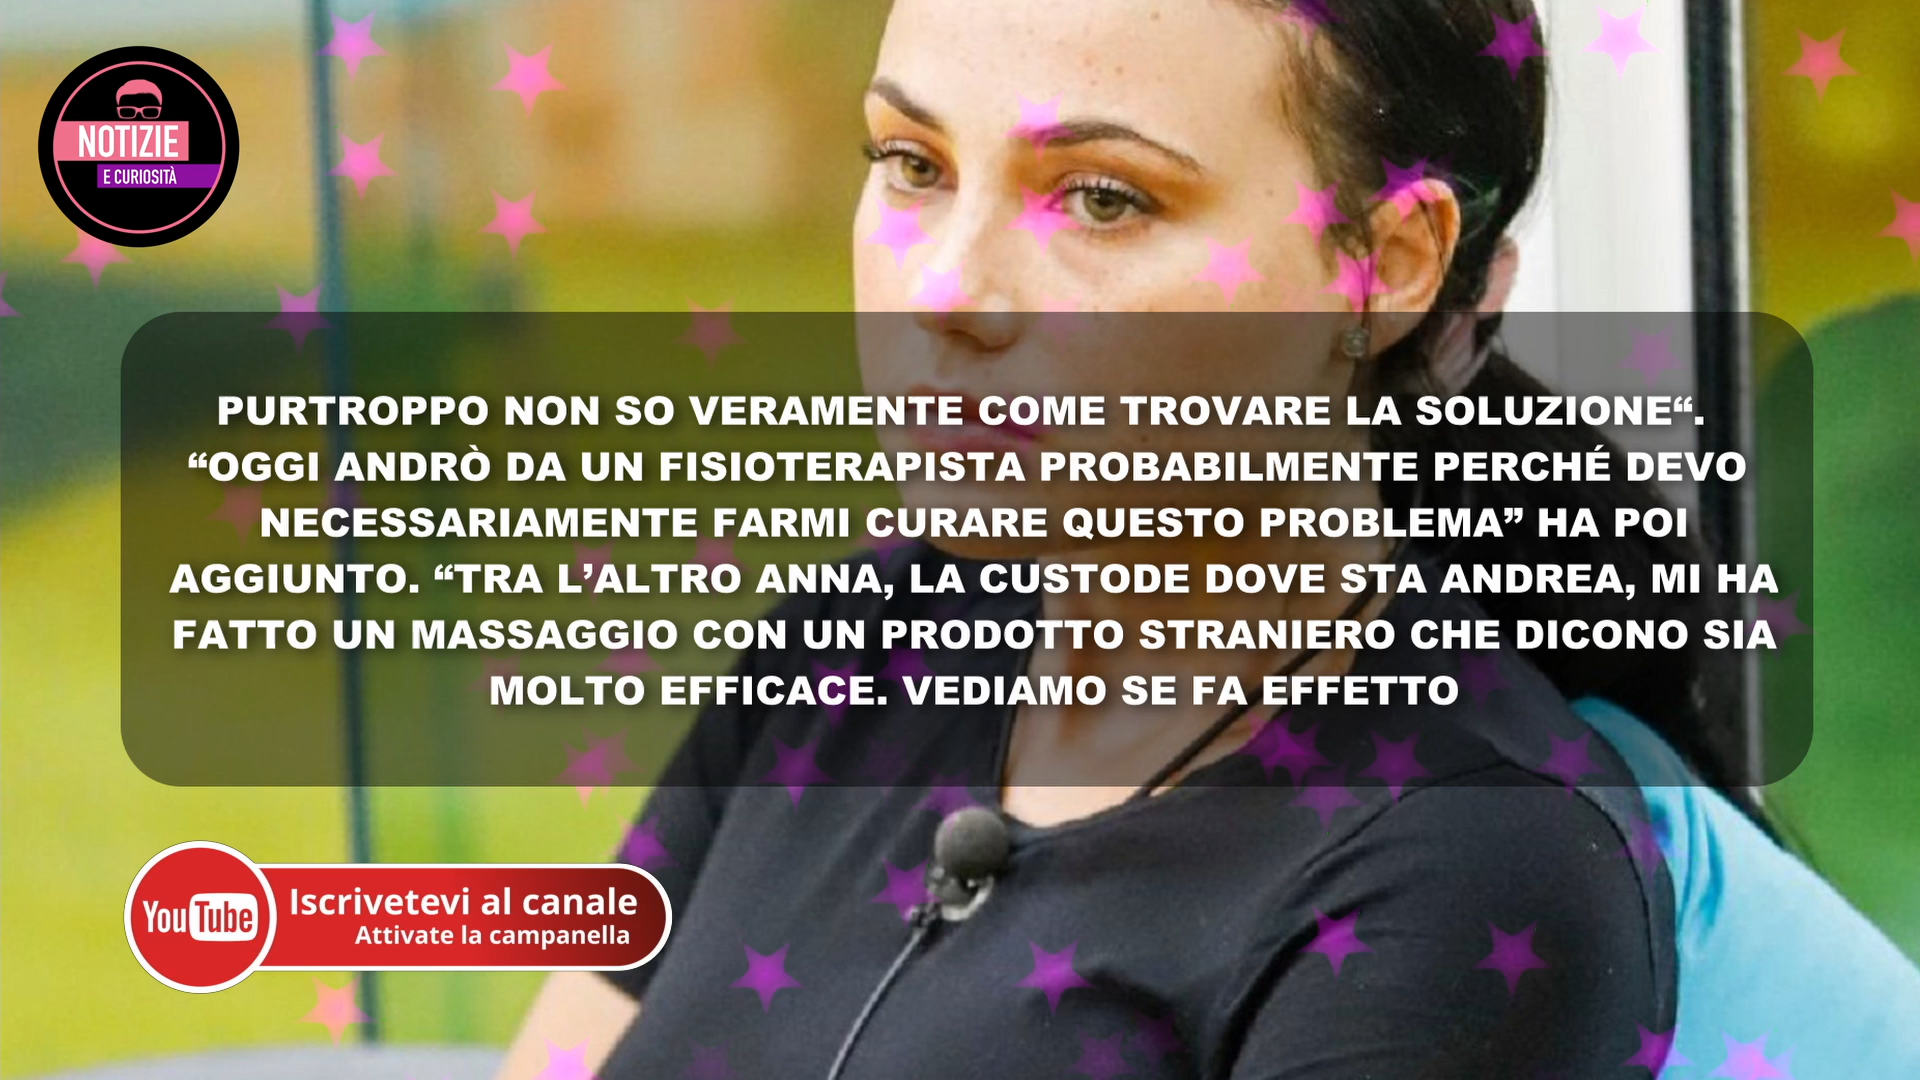 NOTIZIE
E CURIOSITÀ
PURTROPPO NON SO VERAMENTE COME TROVARE LA SOLUZIONE“.
“OGGI ANDRÒ DA UN FISIOTERAPISTA PROBABILMENTE PERCHÉ DEVO
NECESSARIAMENTE FARMI CURARE QUESTO PROBLEMA” HA POI
AGGIUNTO. “TRA L’ALTRO ANNA, LA CUSTODE DOVE STA ANDREA, MI HA
FATTO UN MASSAGGIO CON UN PRODOTTO STRANIERO CHE DICONO SIA
MOLTO EFFICACE. VEDIAMO SE FA EFFETTO
YouTube
Iscrivetevi al canale
Attivate la campanella